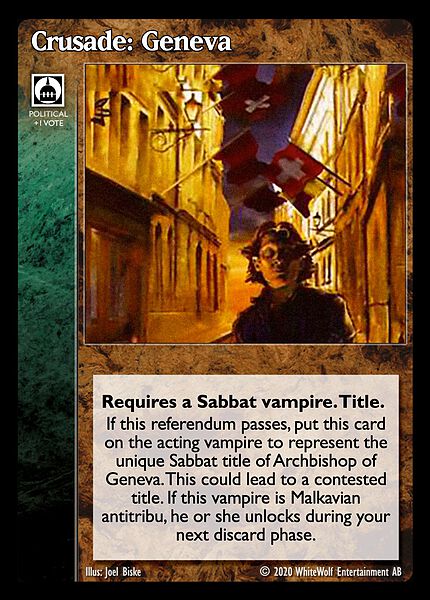 Crusade: Geneva
POLITICAL
+1 VOTE
Requires a Sabbat vampire. Title.
If this referendum passes, put this card
on the acting vampire to represent the
unique Sabbat title of Archbishop of
Geneva. This could lead to a contested
title. If this vampire is Malkavian
antitribu, he or she unlocks during your
next discard phase.
Illus: Joel Biske
© 2020 WhiteWolf Entertainment AB